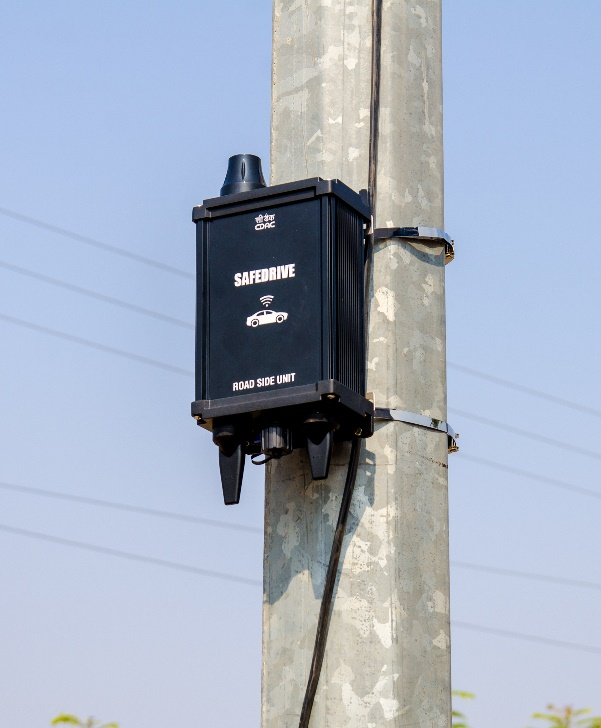 सी डैक
CDAC
SAFEDRIVE
ROAD SIDE UNIT